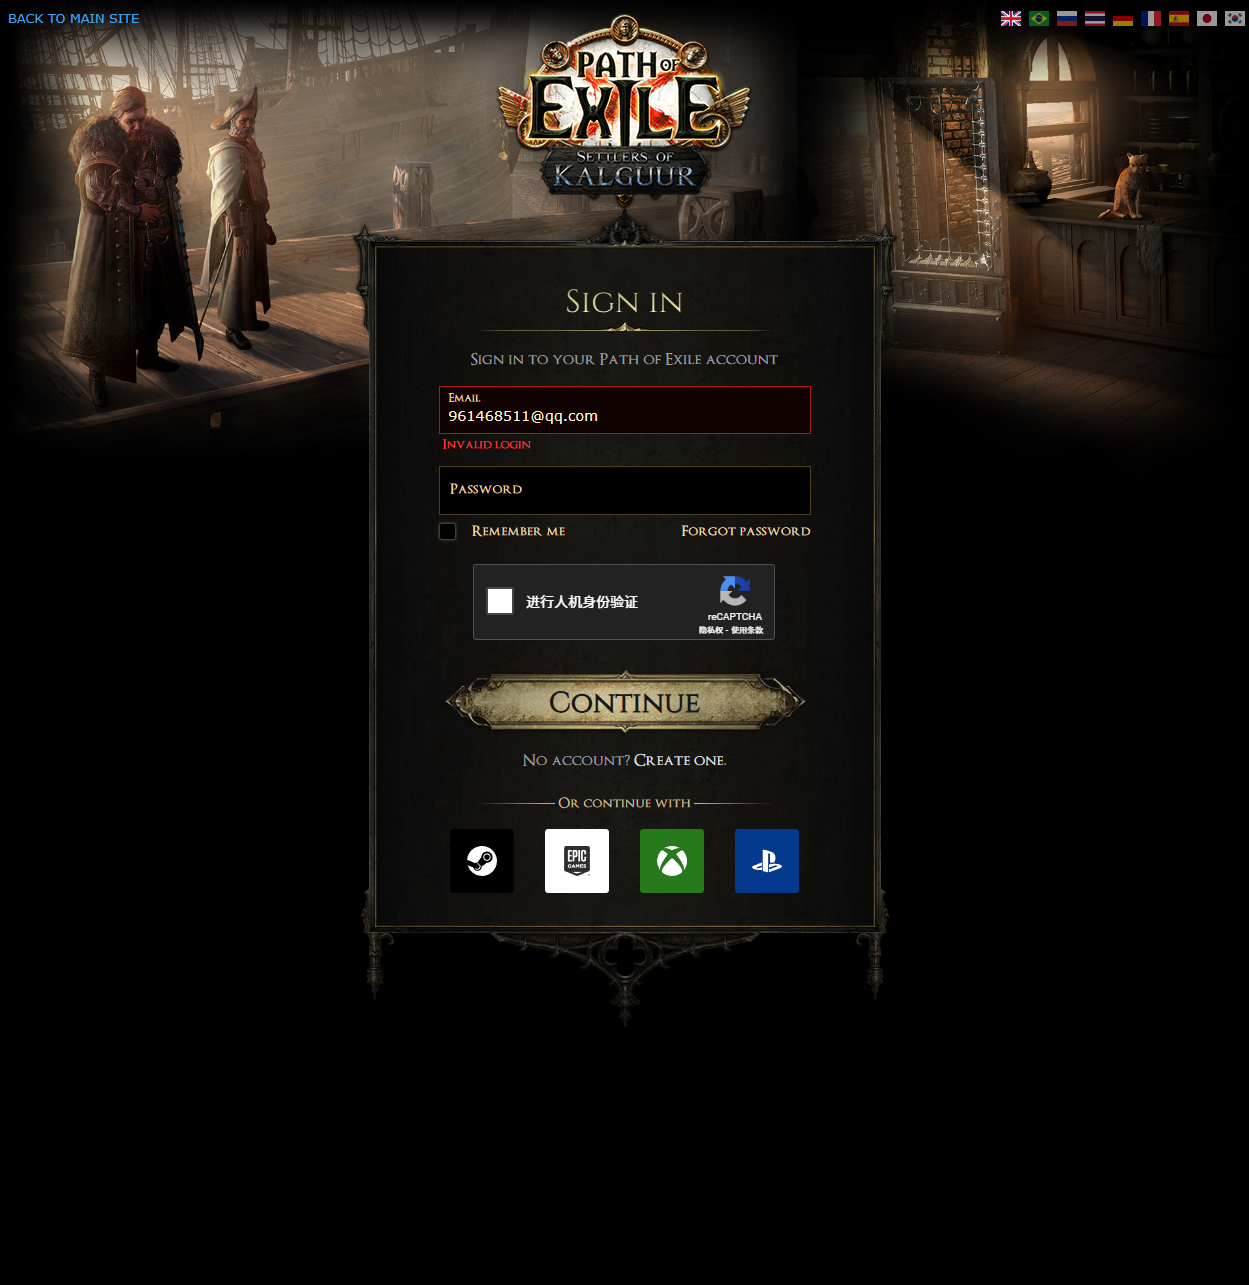 BACK TO MAIN SITE
PATH OF
EXILE
SETTLERS OF
KALGUUR
Sign in
Sign in to your Path of Exile account
Email
961468511@qq.com
Invalid login
Password
Remember me
Forgot password
进行人机身份验证
reCAPTCHA
隐私权 - 使用条款
Continue
No account? Create one.
Or continue with
EPIC
GAMES